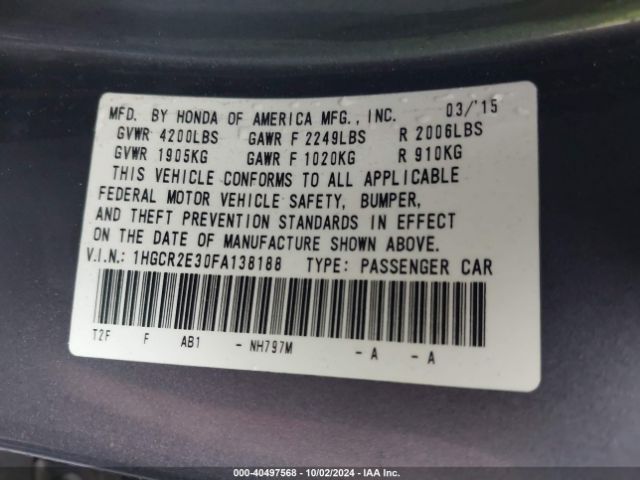 MFD. BY HONDA OF AMERICA MFG., INC. 03/'15
GVWR 4200LBS GAWR F 2249LBS R 2006LBS
GVWR 1905KG GAWR F 1020KG R 910KG
THIS VEHICLE CONFORMS TO ALL APPLICABLE
FEDERAL MOTOR VEHICLE SAFETY, BUMPER,
AND THEFT PREVENTION STANDARDS IN EFFECT
ON THE DATE OF MANUFACTURE SHOWN ABOVE.
V.I.N.: 1HGCR2E30FA138188 TYPE: PASSENGER CAR
T2F F AB1 - NH797M - A - A
000-40497568 - 10/02/2024 - IAA Inc.